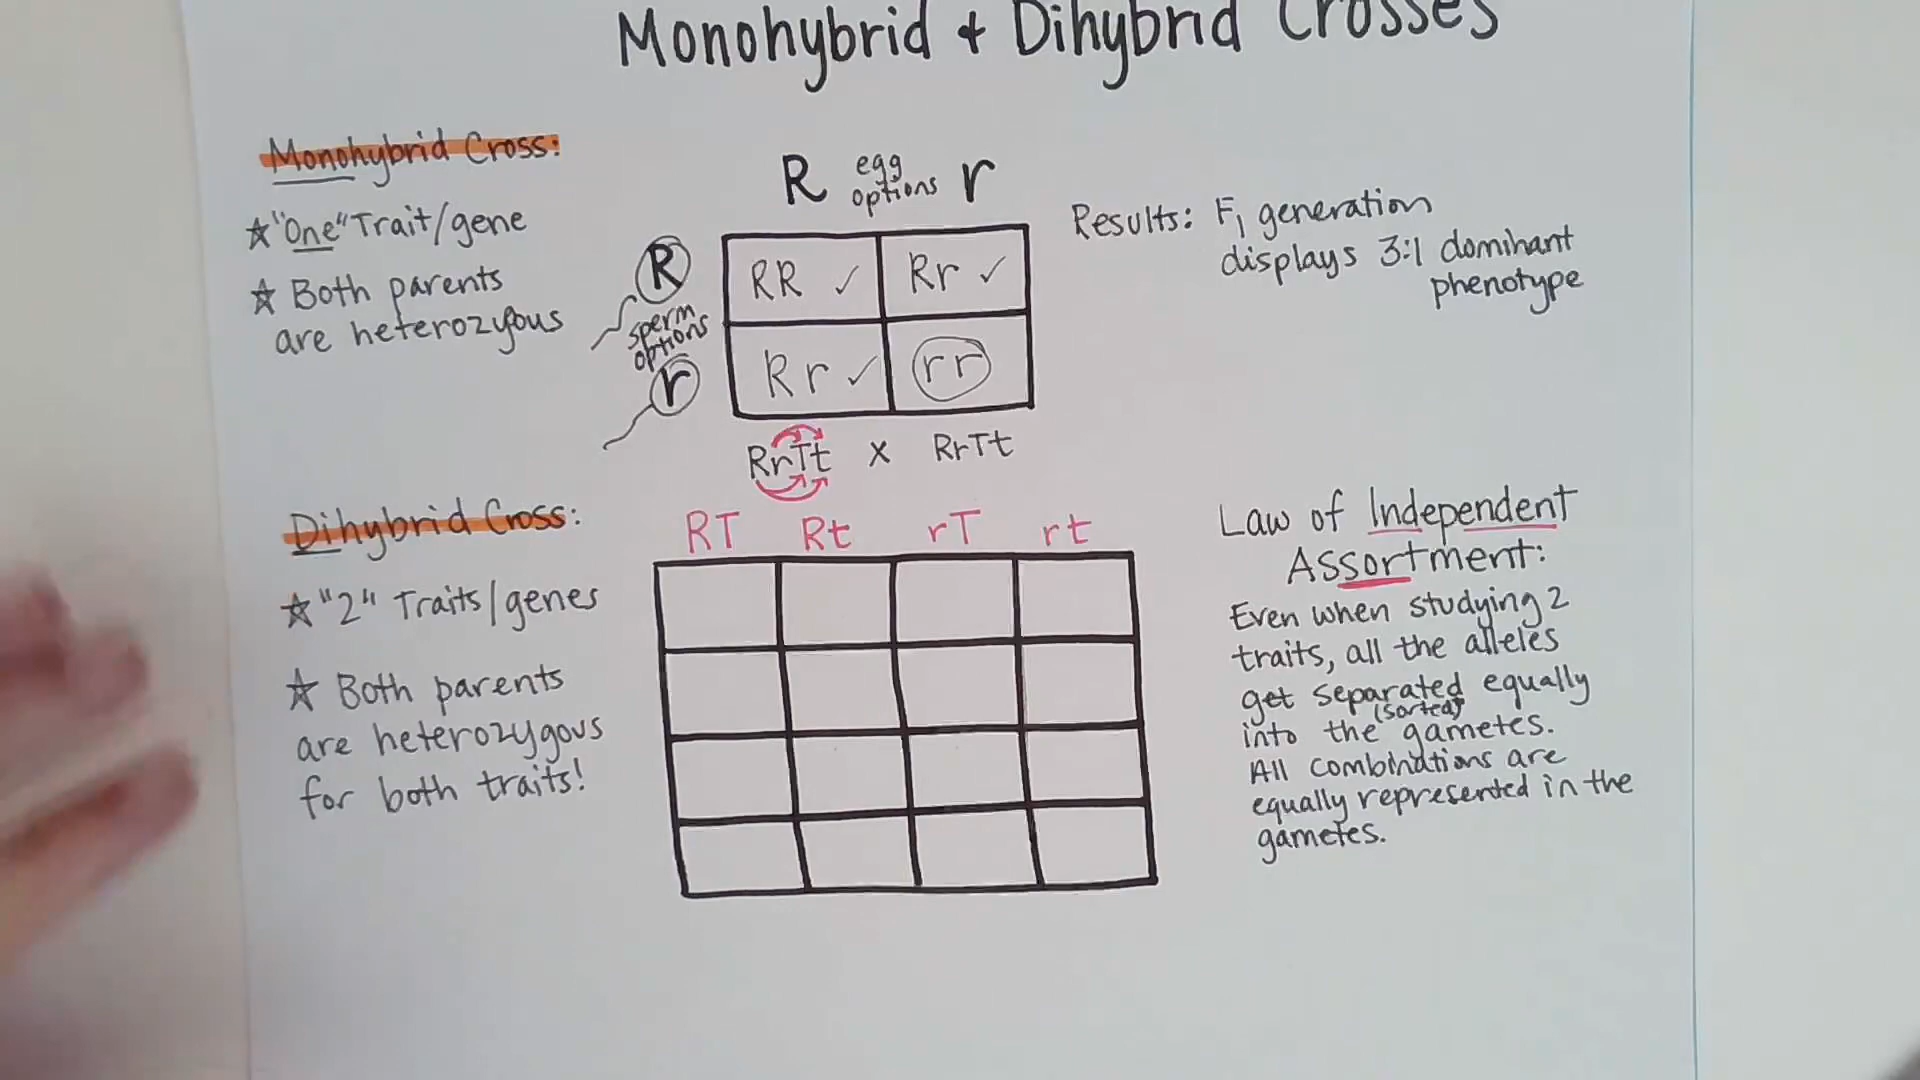 Monohybrid + Dihybrid Crosses
Monohybrid Cross:
☆ "One" Trait/gene
☆ Both parents
are heterozyous
R egg options r
R
sperm
options
r
RR ✓ Rr ✓
Rr ✓ rr
Results: F₁ generation
displays 3:1 dominant
phenotype
RrTt x RrTt
Dihybrid Cross:
☆ "2" Traits/genes
☆ Both parents
are heterozygous
for both traits!
RT Rt rT rt
Law of Independent
Assortment:
Even when studying 2
traits, all the alleles
get separated equally
(sorted)
into the gametes.
All combinations are
equally represented in the
gametes.